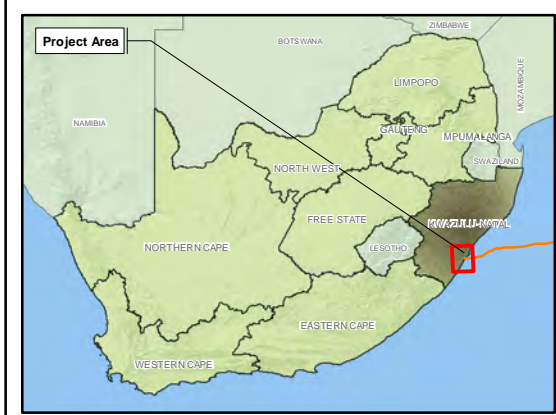 ZIMBABWE
Project Area
BOTSWANA
LIMPOPO
MOZAMBIQUE
NAMIBIA
GAUTENG
MPUMALANGA
SWAZILAND
NORTH WEST
FREE STATE
KWAZULU-NATAL
NORTHERN CAPE
LESOTHO
EASTERN CAPE
WESTERN CAPE